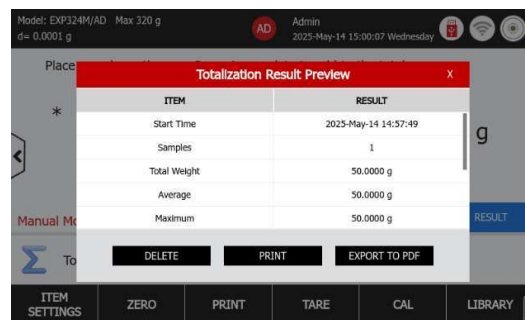 Model: EXP324M/AD Max 320 g
d= 0.0001 g
AD
Admin
2025-May-14 15:00:07 Wednesday
Place
Totalization Result Preview X
ITEM RESULT
Start Time 2025-May-14 14:57:49
Samples 1
Total Weight 50.0000 g
Average 50.0000 g
Maximum 50.0000 g
* g
Manual RESULT
DELETE PRINT EXPORT TO PDF
Σ To
ITEM SETTINGS ZERO PRINT TARE CAL LIBRARY